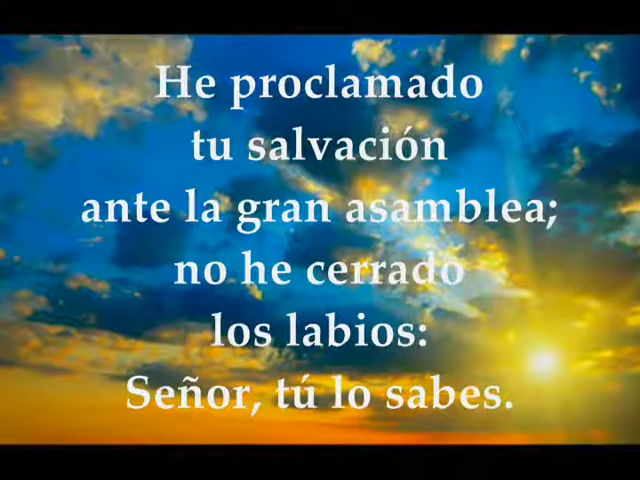 He proclamado
tu salvación
ante la gran asamblea;
no he cerrado
los labios:
Señor, tú lo sabes.